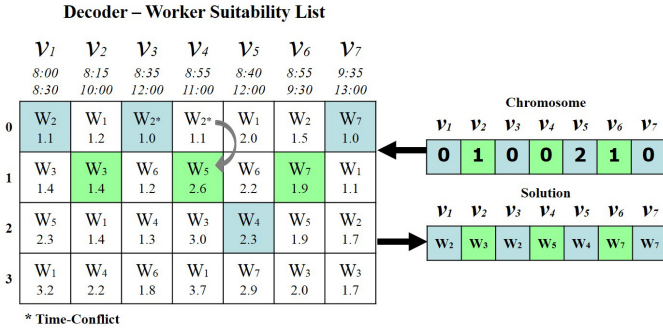 Decoder – Worker Suitability List
v1 v2 v3 v4 v5 v6 v7
8:00 8:15 8:35 8:55 8:40 8:55 9:35
8:30 10:00 12:00 11:00 12:00 9:30 13:00
0 W2 W1 W2* W2* W1 W2 W7
1.1 1.2 1.0 1.1 2.0 1.5 1.0
1 W3 W3 W6 W5 W6 W7 W1
1.4 1.4 1.2 2.6 2.2 1.9 1.1
2 W5 W1 W4 W3 W4 W5 W2
2.3 1.4 1.3 3.0 2.3 1.9 1.7
3 W1 W4 W6 W1 W7 W3 W3
3.2 2.2 1.8 3.7 2.9 2.0 1.7
* Time-Conflict
Chromosome
v1 v2 v3 v4 v5 v6 v7
0 1 0 0 2 1 0
Solution
v1 v2 v3 v4 v5 v6 v7
W2 W3 W2 W5 W4 W7 W7